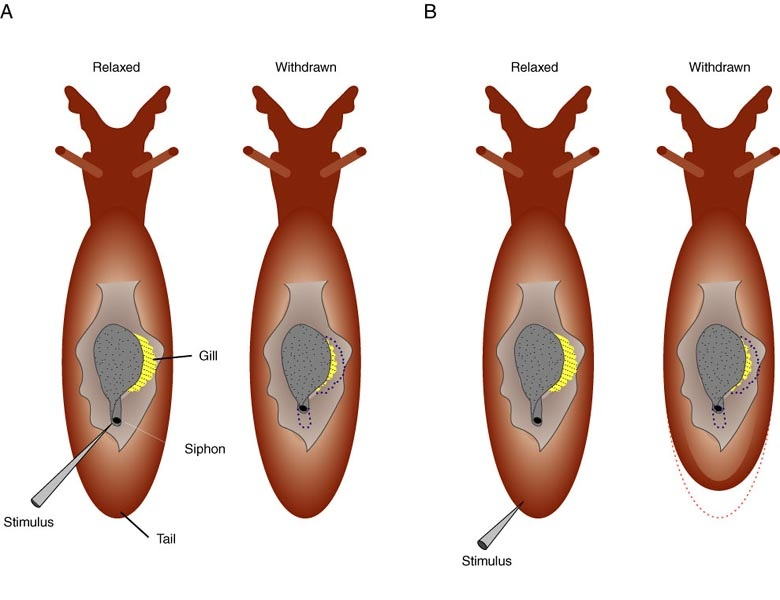 A
B
Relaxed
Withdrawn
Relaxed
Withdrawn
Gill
Siphon
Stimulus
Tail
Stimulus